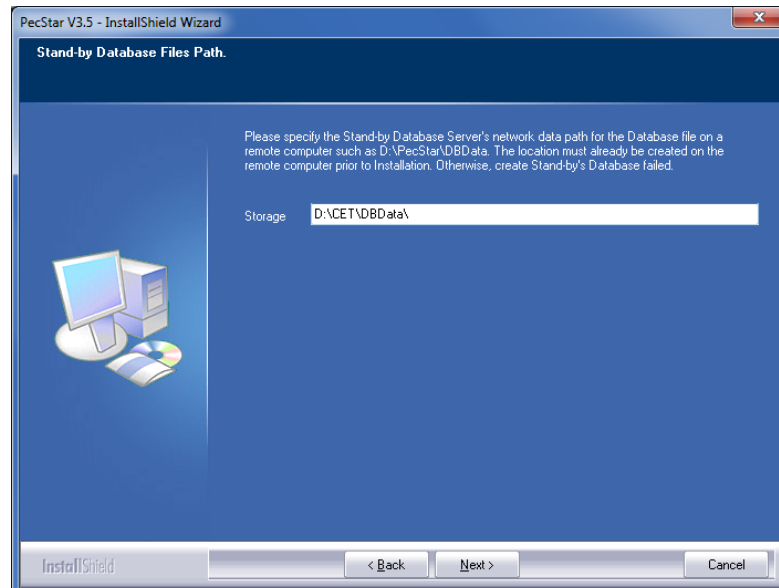 PecStar V3.5 - InstallShield Wizard
Stand-by Database Files Path.
Please specify the Stand-by Database Server's network data path for the Database file on a
remote computer such as D:\PecStar\DBData. The location must already be created on the
remote computer prior to Installation. Otherwise, create Stand-by's Database failed.
Storage D:\CET\DBData\
InstallShield < Back Next > Cancel